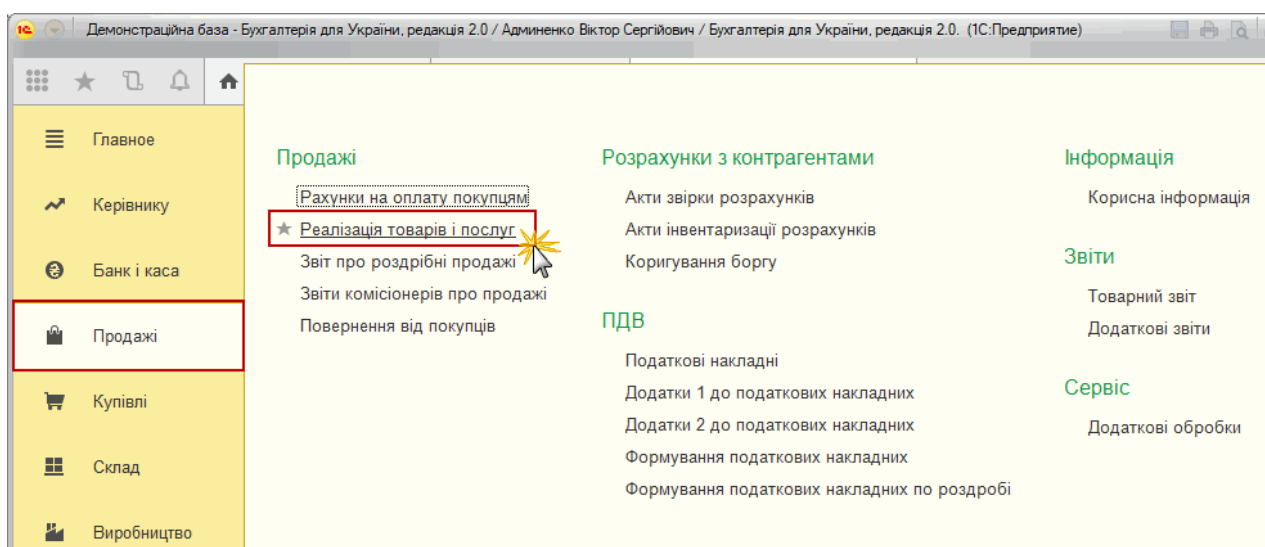 1С Демонстраційна база - Бухгалтерія для України, редакція 2.0 / Админенко Віктор Сергійович / Бухгалтерія для України, редакція 2.0. (1С:Предприятие)
Главное
Керівнику
Банк і каса
Продажі
Купівлі
Склад
Виробництво
Продажі
Рахунки на оплату покупцям
Реалізація товарів і послуг
Звіт про роздрібні продажі
Звіти комісіонерів про продажі
Повернення від покупців
Розрахунки з контрагентами
Акти звірки розрахунків
Акти інвентаризації розрахунків
Коригування боргу
ПДВ
Податкові накладні
Додатки 1 до податкових накладних
Додатки 2 до податкових накладних
Формування податкових накладних
Формування податкових накладних по роздробі
Інформація
Корисна інформація
Звіти
Товарний звіт
Додаткові звіти
Сервіс
Додаткові обробки